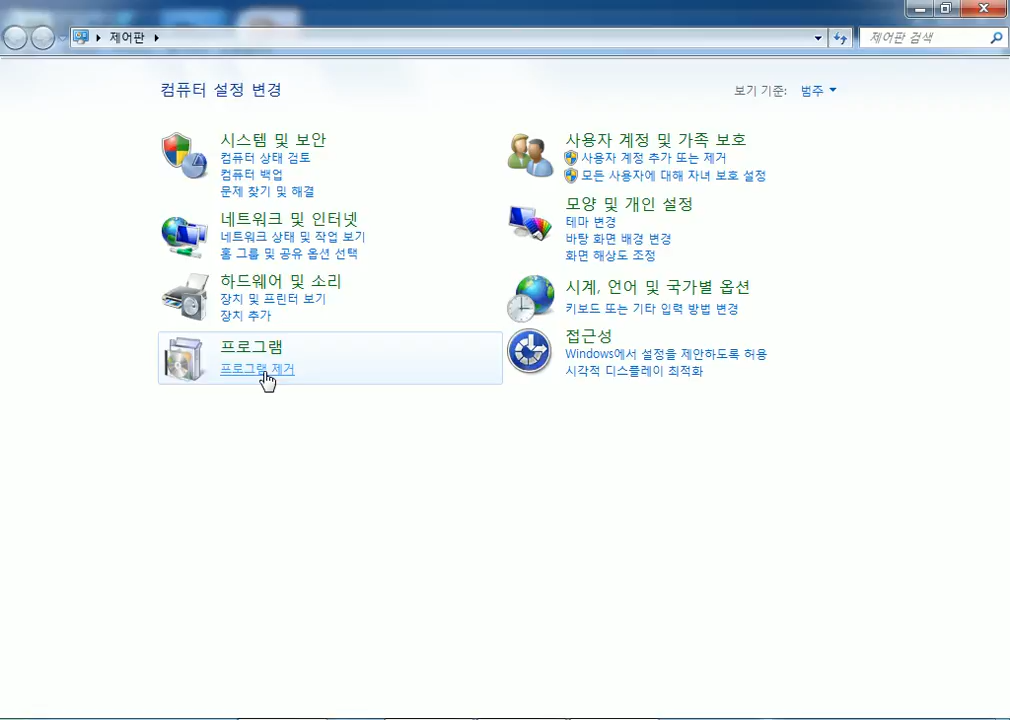 제어판
제어판 검색
컴퓨터 설정 변경
보기 기준: 범주
시스템 및 보안
컴퓨터 상태 검토
컴퓨터 백업
문제 찾기 및 해결
네트워크 및 인터넷
네트워크 상태 및 작업 보기
홈 그룹 및 공유 옵션 선택
하드웨어 및 소리
장치 및 프린터 보기
장치 추가
프로그램
프로그램 제거
사용자 계정 및 가족 보호
사용자 계정 추가 또는 제거
모든 사용자에 대해 자녀 보호 설정
모양 및 개인 설정
테마 변경
바탕 화면 배경 변경
화면 해상도 조정
시계, 언어 및 국가별 옵션
키보드 또는 기타 입력 방법 변경
접근성
Windows에서 설정을 제안하도록 허용
시각적 디스플레이 최적화